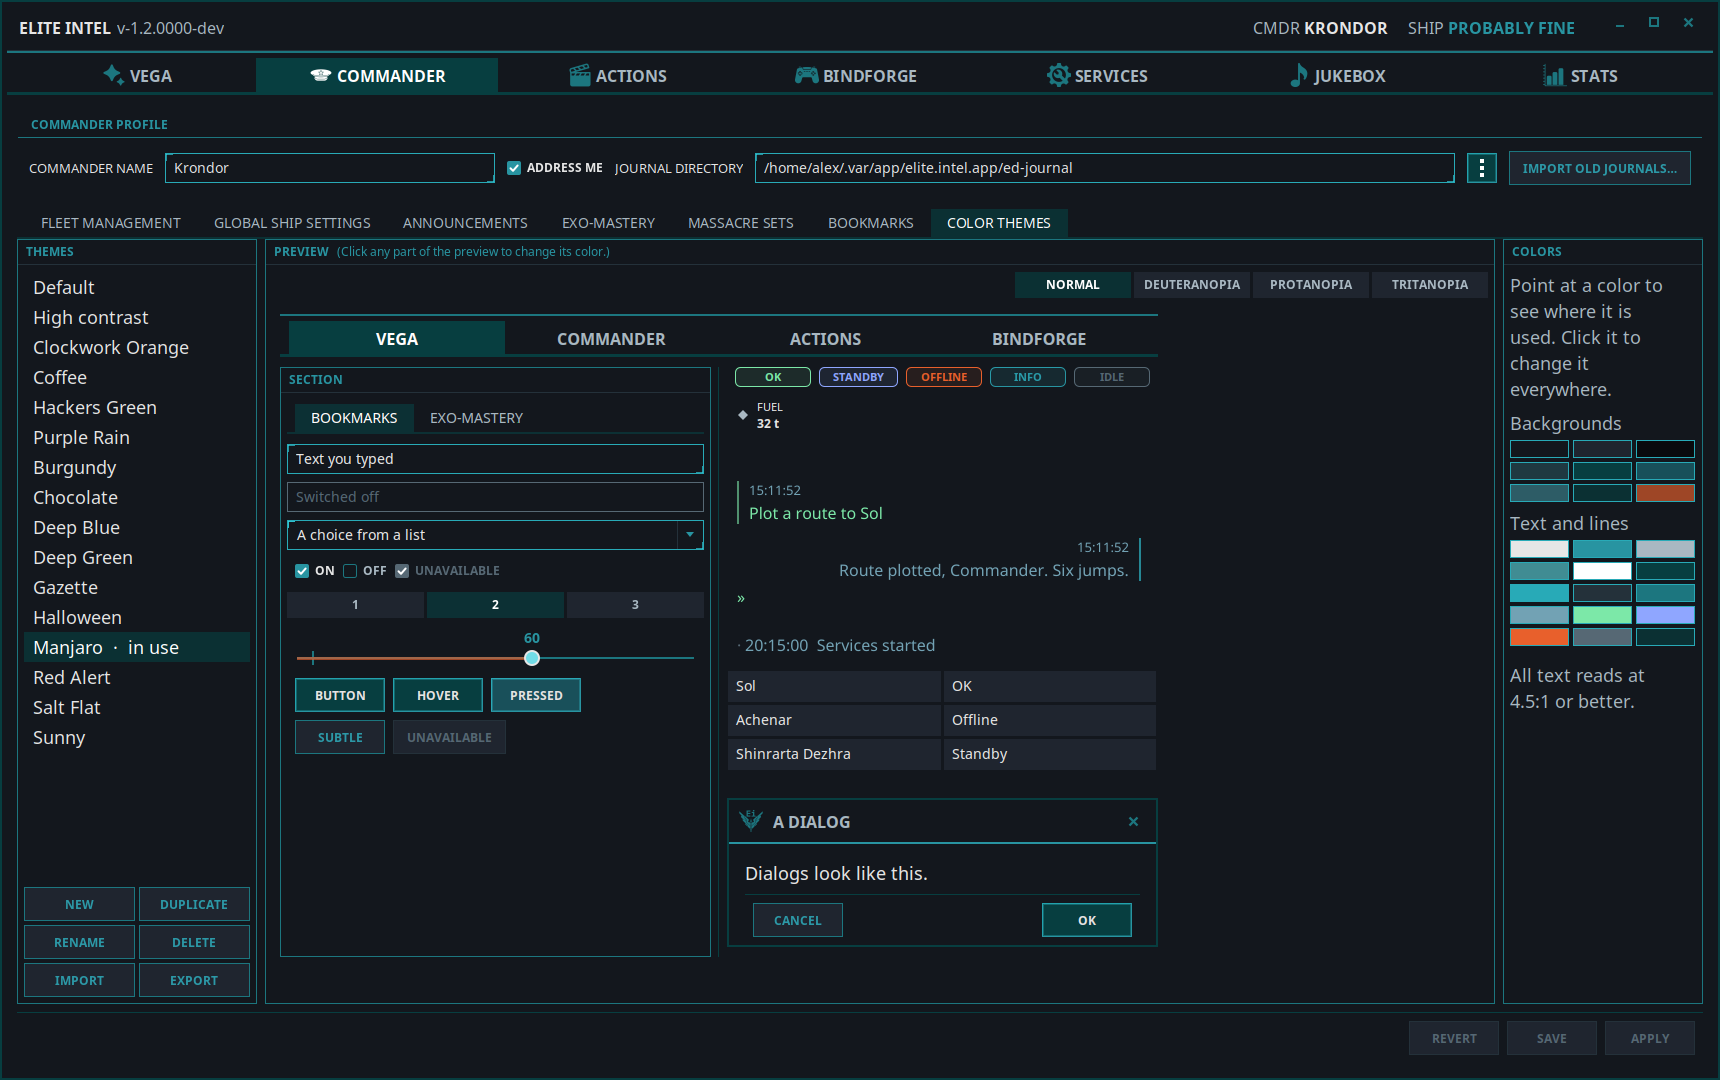 ELITE INTEL v-1.2.0000-dev
CMDR KRONDOR SHIP PROBABLY FINE
VEGA COMMANDER ACTIONS BINDFORGE SERVICES JUKEBOX STATS
COMMANDER PROFILE
COMMANDER NAME Krondor ADDRESS ME JOURNAL DIRECTORY /home/alex/.var/app/elite.intel.app/ed-journal IMPORT OLD JOURNALS...
FLEET MANAGEMENT GLOBAL SHIP SETTINGS ANNOUNCEMENTS EXO-MASTERY MASSACRE SETS BOOKMARKS COLOR THEMES
THEMES
Default
High contrast
Clockwork Orange
Coffee
Hackers Green
Purple Rain
Burgundy
Chocolate
Deep Blue
Deep Green
Gazette
Halloween
Manjaro · in use
Red Alert
Salt Flat
Sunny
NEW DUPLICATE
RENAME DELETE
IMPORT EXPORT
PREVIEW (Click any part of the preview to change its color.)
NORMAL DEUTERANOPIA PROTANOPIA TRITANOPIA
VEGA COMMANDER ACTIONS BINDFORGE
SECTION
BOOKMARKS EXO-MASTERY
Text you typed
Switched off
A choice from a list
ON OFF UNAVAILABLE
1 2 3
60
BUTTON HOVER PRESSED
SUBTLE UNAVAILABLE
OK STANDBY OFFLINE INFO IDLE
FUEL
32 t
15:11:52
Plot a route to Sol
15:11:52
Route plotted, Commander. Six jumps.
»
· 20:15:00 Services started
Sol OK
Achenar Offline
Shinrarta Dezhra Standby
A DIALOG
Dialogs look like this.
CANCEL OK
COLORS
Point at a color to
see where it is
used. Click it to
change it
everywhere.
Backgrounds
Text and lines
All text reads at
4.5:1 or better.
REVERT SAVE APPLY